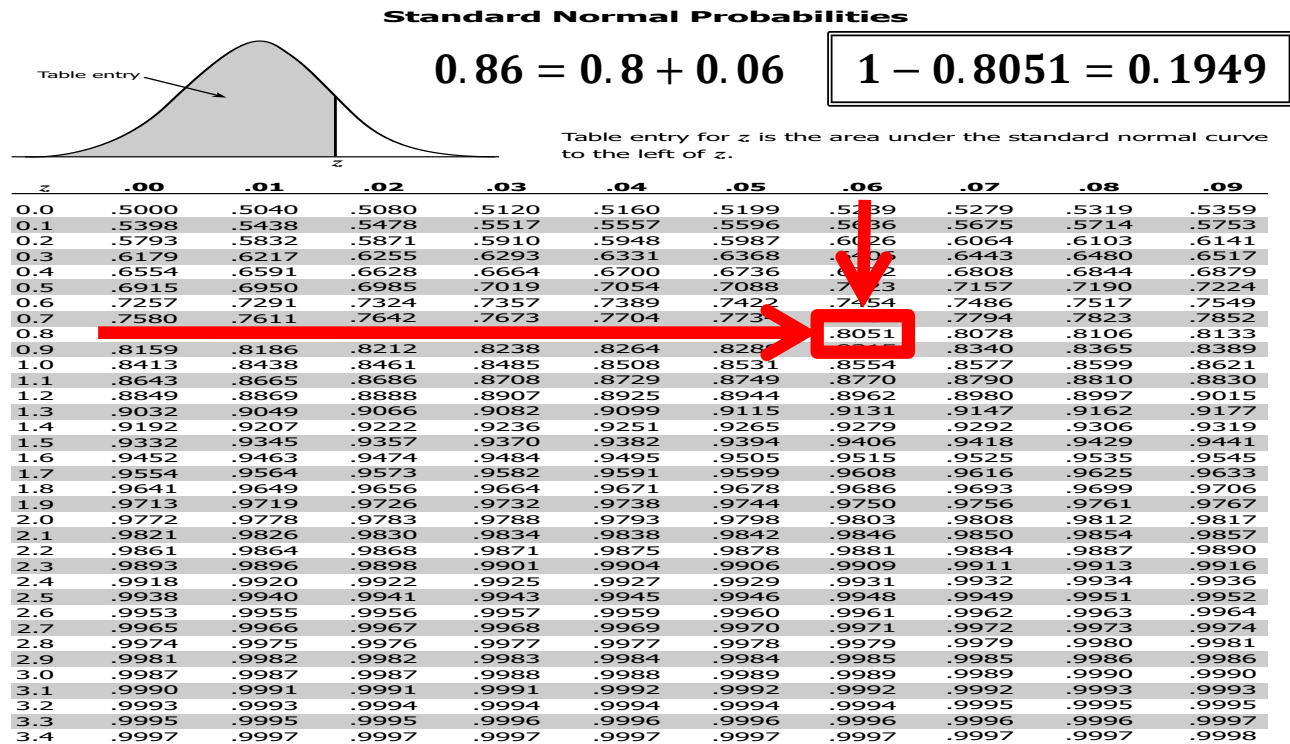 Standard Normal Probabilities
Table entry
z
0.86 = 0.8 + 0.06
1 − 0.8051 = 0.1949
Table entry for z is the area under the standard normal curve
to the left of z.
z .00 .01 .02 .03 .04 .05 .06 .07 .08 .09
0.0 .5000 .5040 .5080 .5120 .5160 .5199 .5279 .5319 .5359
0.1 .5398 .5438 .5478 .5517 .5557 .5596 .5675 .5714 .5753
0.2 .5793 .5832 .5871 .5910 .5948 .5987 .6064 .6103 .6141
0.3 .6179 .6217 .6255 .6293 .6331 .6368 .6443 .6480 .6517
0.4 .6554 .6591 .6628 .6664 .6700 .6736 .6808 .6844 .6879
0.5 .6915 .6950 .6985 .7019 .7054 .7088 .7157 .7190 .7224
0.6 .7257 .7291 .7324 .7357 .7389 .7422 .7454 .7486 .7517 .7549
0.7 .7580 .7611 .7642 .7673 .7704 .7794 .7823 .7852
0.8 .8051 .8078 .8106 .8133
0.9 .8159 .8186 .8212 .8238 .8264 .8340 .8365 .8389
1.0 .8413 .8438 .8461 .8485 .8508 .8531 .8554 .8577 .8599 .8621
1.1 .8643 .8665 .8686 .8708 .8729 .8749 .8770 .8790 .8810 .8830
1.2 .8849 .8869 .8888 .8907 .8925 .8944 .8962 .8980 .8997 .9015
1.3 .9032 .9049 .9066 .9082 .9099 .9115 .9131 .9147 .9162 .9177
1.4 .9192 .9207 .9222 .9236 .9251 .9265 .9279 .9292 .9306 .9319
1.5 .9332 .9345 .9357 .9370 .9382 .9394 .9406 .9418 .9429 .9441
1.6 .9452 .9463 .9474 .9484 .9495 .9505 .9515 .9525 .9535 .9545
1.7 .9554 .9564 .9573 .9582 .9591 .9599 .9608 .9616 .9625 .9633
1.8 .9641 .9649 .9656 .9664 .9671 .9678 .9686 .9693 .9699 .9706
1.9 .9713 .9719 .9726 .9732 .9738 .9744 .9750 .9756 .9761 .9767
2.0 .9772 .9778 .9783 .9788 .9793 .9798 .9803 .9808 .9812 .9817
2.1 .9821 .9826 .9830 .9834 .9838 .9842 .9846 .9850 .9854 .9857
2.2 .9861 .9864 .9868 .9871 .9875 .9878 .9881 .9884 .9887 .9890
2.3 .9893 .9896 .9898 .9901 .9904 .9906 .9909 .9911 .9913 .9916
2.4 .9918 .9920 .9922 .9925 .9927 .9929 .9931 .9932 .9934 .9936
2.5 .9938 .9940 .9941 .9943 .9945 .9946 .9948 .9949 .9951 .9952
2.6 .9953 .9955 .9956 .9957 .9959 .9960 .9961 .9962 .9963 .9964
2.7 .9965 .9966 .9967 .9968 .9969 .9970 .9971 .9972 .9973 .9974
2.8 .9974 .9975 .9976 .9977 .9977 .9978 .9979 .9979 .9980 .9981
2.9 .9981 .9982 .9982 .9983 .9984 .9984 .9985 .9985 .9986 .9986
3.0 .9987 .9987 .9987 .9988 .9988 .9989 .9989 .9989 .9990 .9990
3.1 .9990 .9991 .9991 .9991 .9992 .9992 .9992 .9992 .9993 .9993
3.2 .9993 .9993 .9994 .9994 .9994 .9994 .9994 .9995 .9995 .9995
3.3 .9995 .9995 .9995 .9996 .9996 .9996 .9996 .9996 .9996 .9997
3.4 .9997 .9997 .9997 .9997 .9997 .9997 .9997 .9997 .9997 .9998